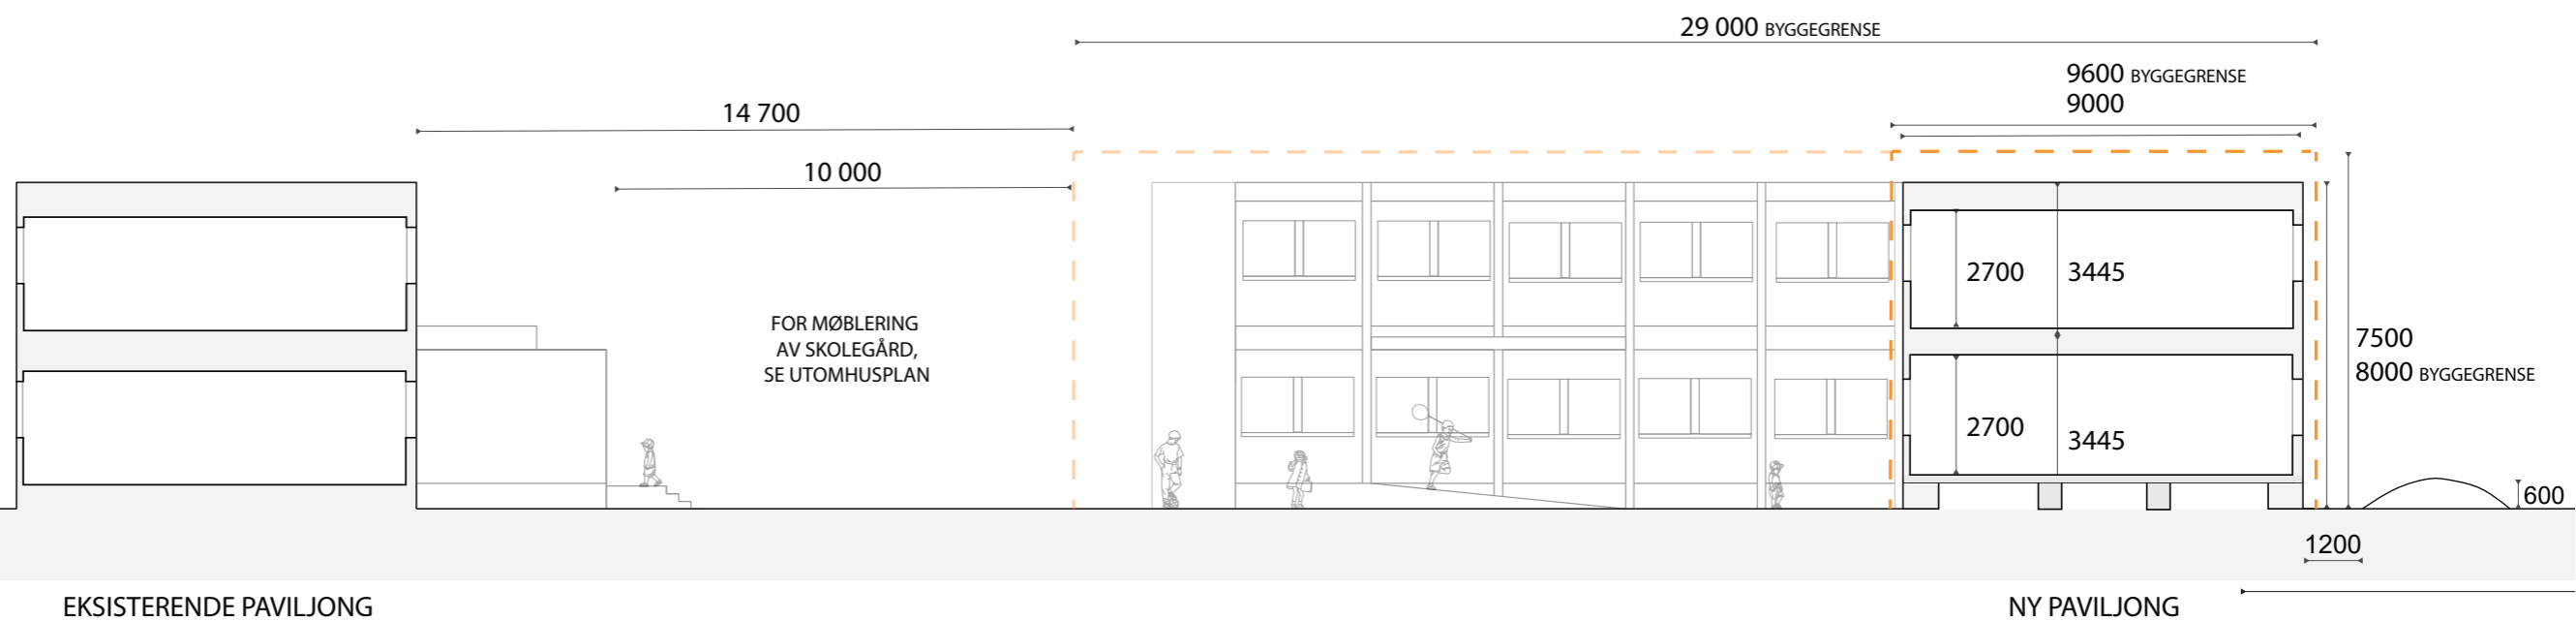 29 000 BYGGEGRENSE
9600 BYGGEGRENSE
9000
14 700
10 000
FOR MØBLERING
AV SKOLEGÅRD,
SE UTOMHUSPLAN
2700
3445
7500
8000 BYGGEGRENSE
2700
3445
600
1200
EKSISTERENDE PAVILJONG
NY PAVILJONG